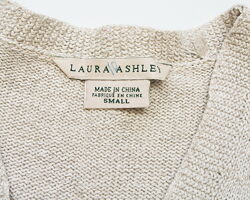 LAURA ASHLEY
MADE IN CHINA
FABRIQUÉ EN CHINE
SMALL